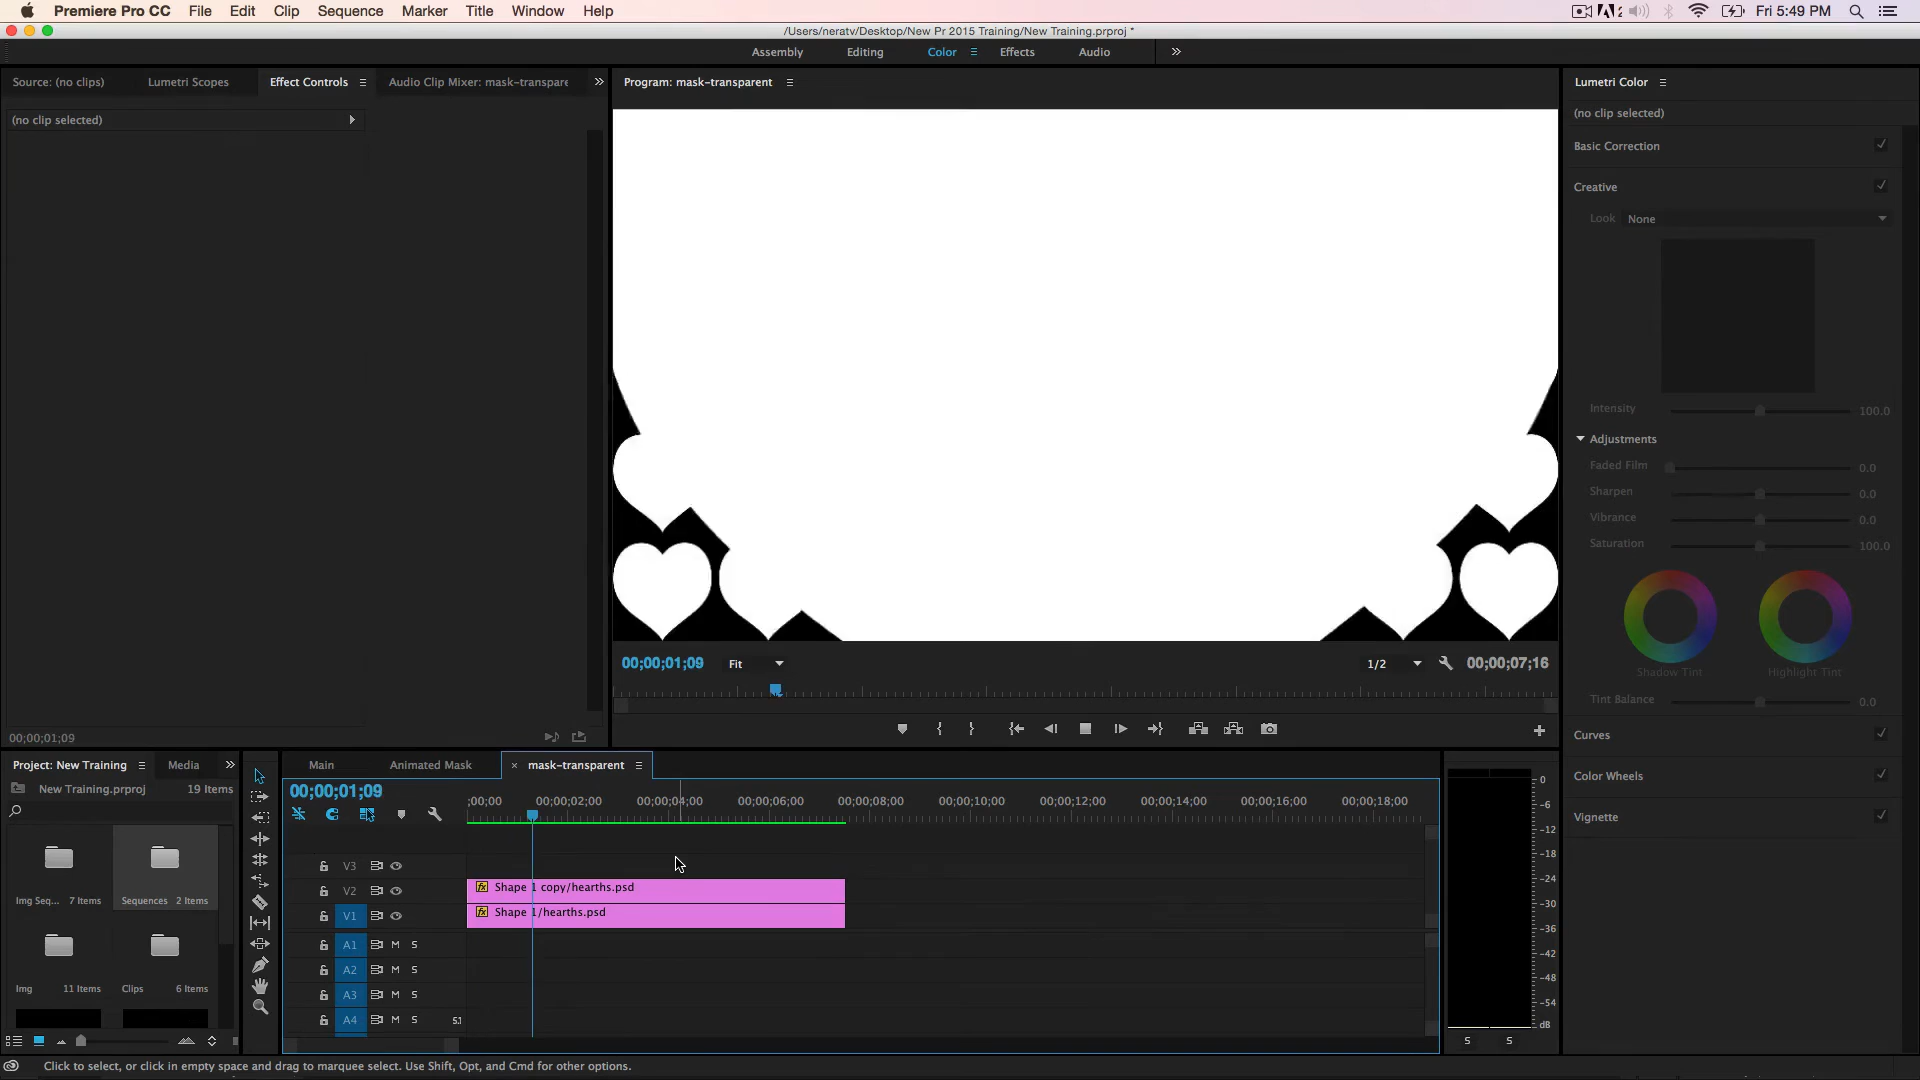 Premiere Pro CC File Edit Clip Sequence Marker Title Window Help Fri 5:49 PM
/Users/neratv/Desktop/New Pr 2015 Training/New Training.prproj *
Assembly Editing Color Effects Audio
Source: (no clips) Lumetri Scopes Effect Controls Audio Clip Mixer: mask-transpare
(no clip selected)
00;00;01;09
Program: mask-transparent
00;00;01;09 Fit 1/2 00;00;07;16
Lumetri Color
(no clip selected)
Basic Correction
Creative
Look None
Intensity 100.0
Adjustments
Faded Film 0.0
Sharpen 0.0
Vibrance 0.0
Saturation 100.0
Shadow Tint Highlight Tint
Tint Balance 0.0
Curves
Color Wheels
Vignette
Project: New Training Media
New Training.prproj 19 Items
Img Seq... 7 Items Sequences 2 Items
Img 11 Items Clips 6 Items
Main Animated Mask mask-transparent
00;00;01;09
;00;00 00;00;02;00 00;00;04;00 00;00;06;00 00;00;08;00 00;00;10;00 00;00;12;00 00;00;14;00 00;00;16;00 00;00;18;00
V3
V2 Shape 1 copy/hearths.psd
V1 Shape 1/hearths.psd
A1 M S
A2 M S
A3 M S
A4 M S 5.1
0
-6
-12
-18
-24
-30
-36
-42
-48
-54
dB
S S
Click to select, or click in empty space and drag to marquee select. Use Shift, Opt, and Cmd for other options.